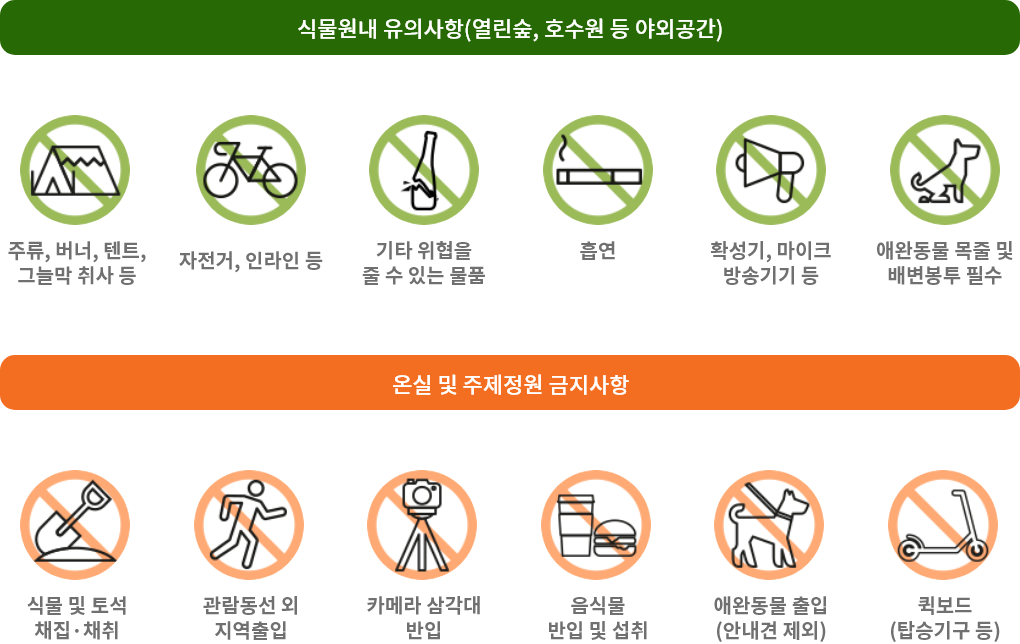 식물원내 유의사항(열린숲, 호수원 등 야외공간)
주류, 버너, 텐트,
그늘막 취사 등
자전거, 인라인 등
기타 위협을
줄 수 있는 물품
흡연
확성기, 마이크
방송기기 등
애완동물 목줄 및
배변봉투 필수
온실 및 주제정원 금지사항
식물 및 토석
채집·채취
관람동선 외
지역출입
카메라 삼각대
반입
음식물
반입 및 섭취
애완동물 출입
(안내견 제외)
퀵보드
(탑승기구 등)